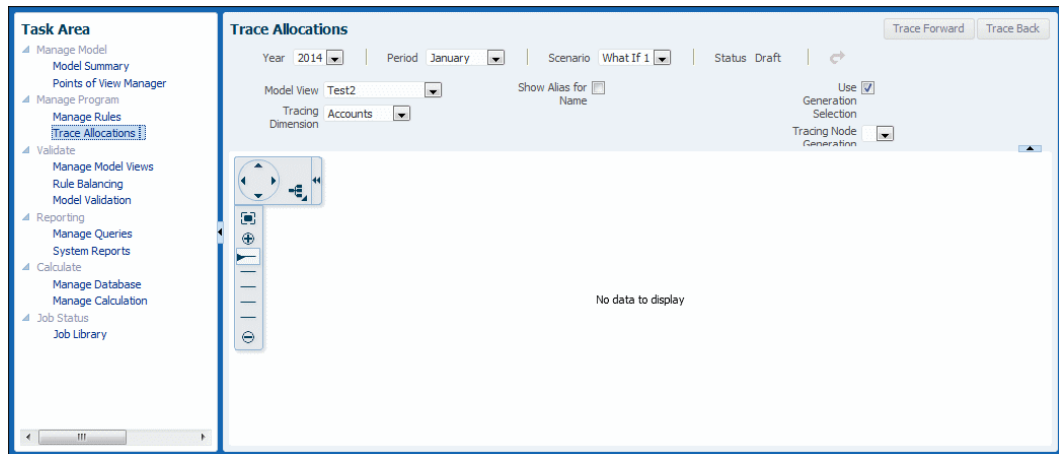 Task Area
Manage Model
Model Summary
Points of View Manager
Manage Program
Manage Rules
Trace Allocations
Validate
Manage Model Views
Rule Balancing
Model Validation
Reporting
Manage Queries
System Reports
Calculate
Manage Database
Manage Calculation
Job Status
Job Library
Trace Allocations
Trace Forward Trace Back
Year 2014 Period January Scenario What If 1 Status Draft
Model View Test2
Tracing Dimension Accounts
Show Alias for Name
Use Generation Selection
Tracing Node Generation
No data to display